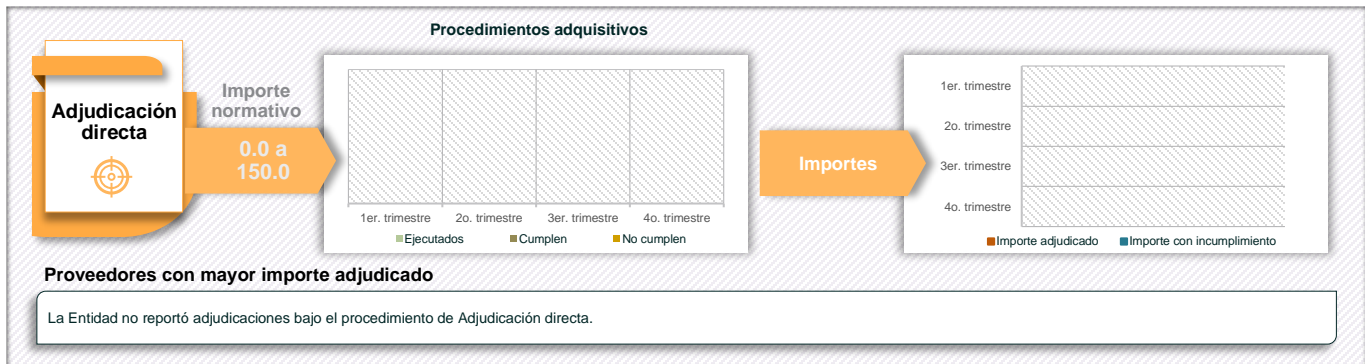 Procedimientos adquisitivos
Adjudicación
directa
Importe
normativo
0.0 a
150.0
1er. trimestre
2o. trimestre
3er. trimestre
4o. trimestre
Ejecutados
Cumplen
No cumplen
Importes
1er. trimestre
2o. trimestre
3er. trimestre
4o. trimestre
Importe adjudicado
Importe con incumplimiento
Proveedores con mayor importe adjudicado
La Entidad no reportó adjudicaciones bajo el procedimiento de Adjudicación directa.